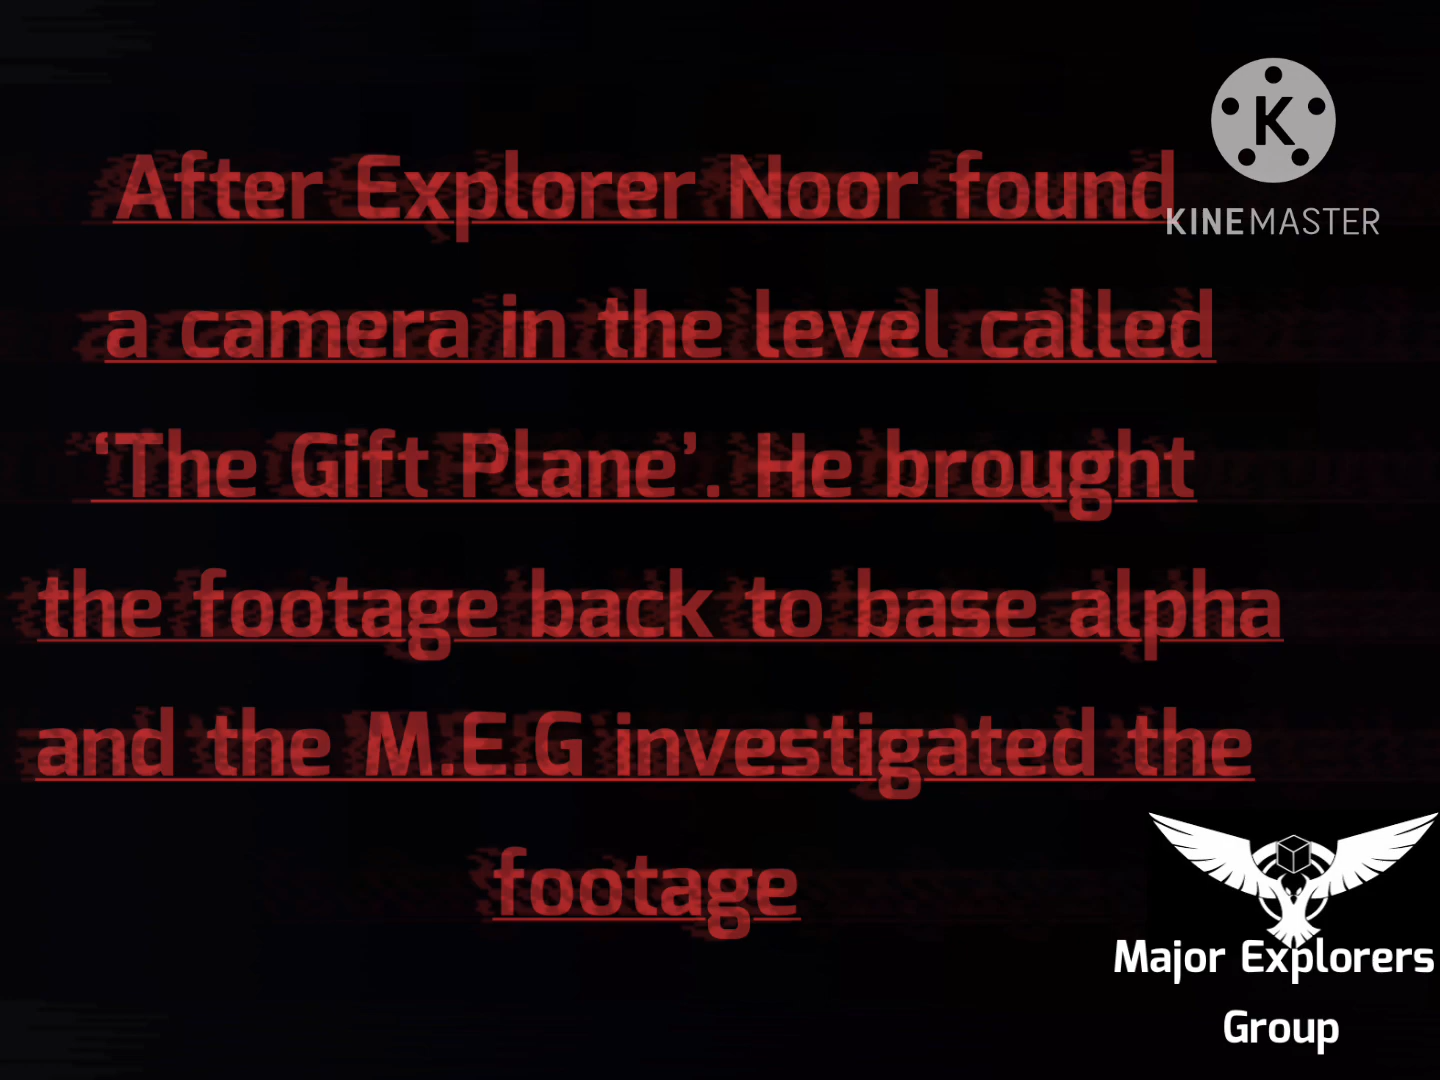 After Explorer Noor found
a camera in the level called
‘The Gift Plane’. He brought
the footage back to base alpha
and the M.E.G investigated the
footage
K
KINEMASTER
Major Explorers
Group